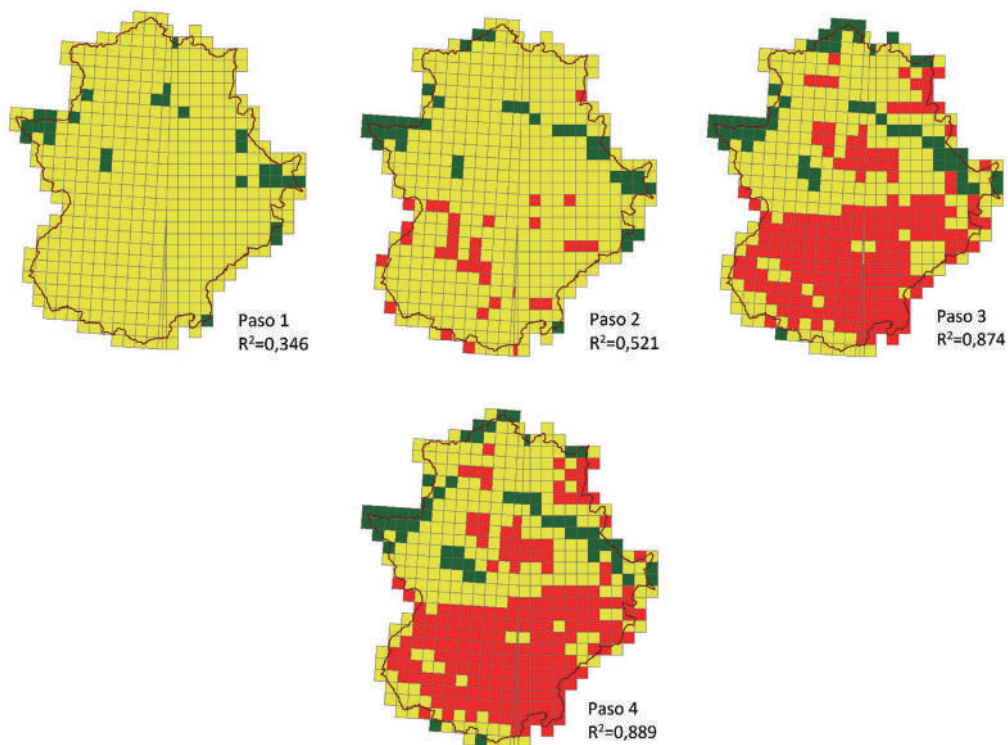 Paso 1
R²=0,346
Paso 2
R²=0,521
Paso 3
R²=0,874
Paso 4
R²=0,889